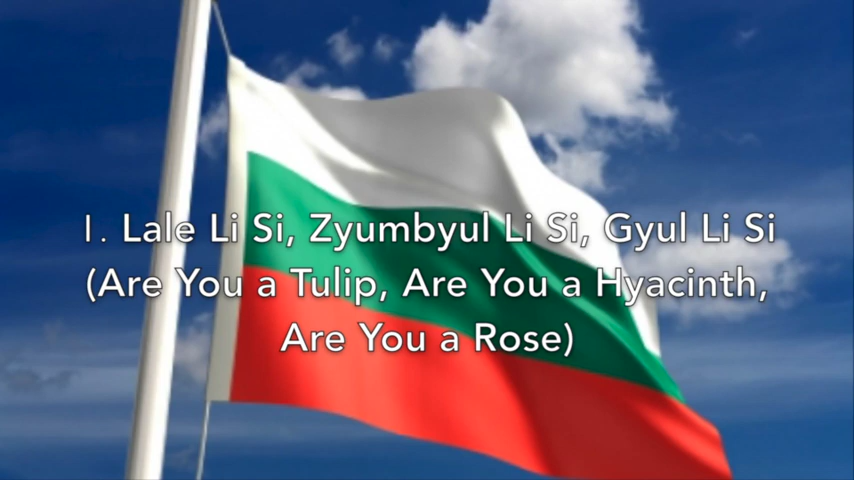 1. Lale Li Si, Zyumbyul Li Si, Gyul Li Si
(Are You a Tulip, Are You a Hyacinth,
Are You a Rose)